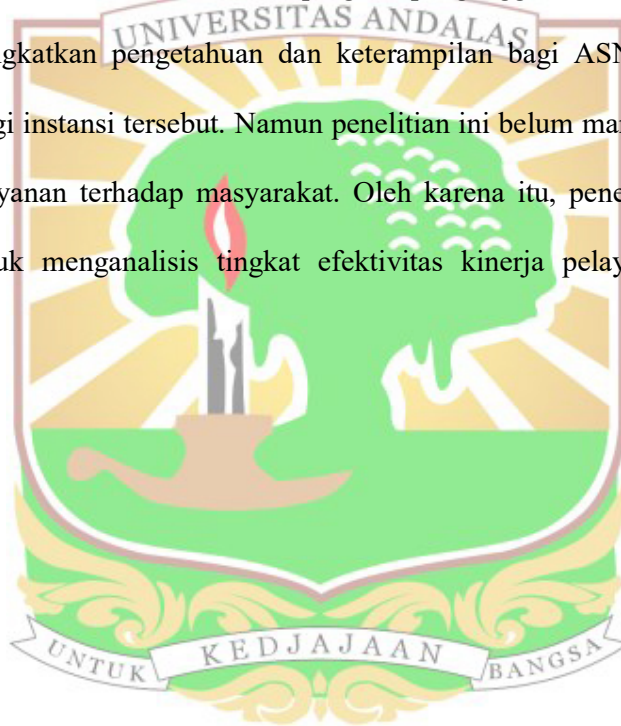 UNIVERSITAS ANDALAS
ngkatkan pengetahuan dan keterampilan bagi ASN
gi instansi tersebut. Namun penelitian ini belum
yanan terhadap masyarakat. Oleh karena itu, pene
uk menganalisis tingkat efektivitas kinerja pelay
UNTUK KEDJAJAAN BANGSA